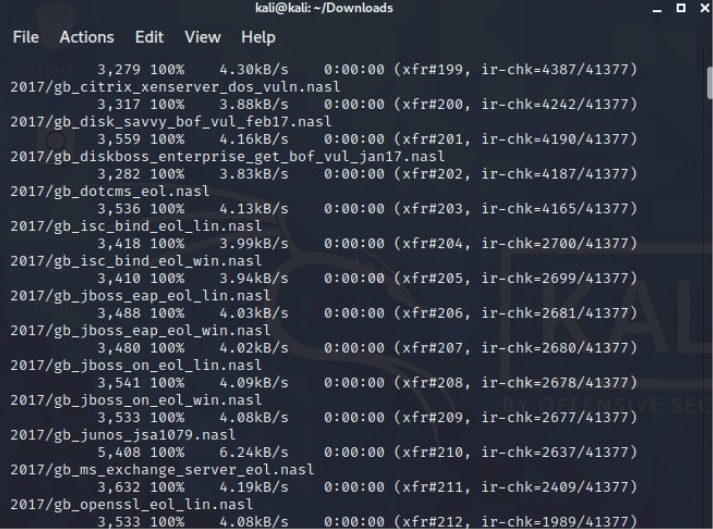 kali@kali: ~/Downloads
File Actions Edit View Help
3,279 100% 4.30kB/s 0:00:00 (xfr#199, ir-chk=4387/41377)
2017/gb_citrix_xenserver_dos_vuln.nasl
3,317 100% 3.88kB/s 0:00:00 (xfr#200, ir-chk=4242/41377)
2017/gb_disk_savvy_bof_vul_feb17.nasl
3,559 100% 4.16kB/s 0:00:00 (xfr#201, ir-chk=4190/41377)
2017/gb_diskboss_enterprise_get_bof_vul_jan17.nasl
3,282 100% 3.83kB/s 0:00:00 (xfr#202, ir-chk=4187/41377)
2017/gb_dotcms_eol.nasl
3,536 100% 4.13kB/s 0:00:00 (xfr#203, ir-chk=4165/41377)
2017/gb_isc_bind_eol_lin.nasl
3,418 100% 3.99kB/s 0:00:00 (xfr#204, ir-chk=2700/41377)
2017/gb_isc_bind_eol_win.nasl
3,410 100% 3.94kB/s 0:00:00 (xfr#205, ir-chk=2699/41377)
2017/gb_jboss_eap_eol_lin.nasl
3,488 100% 4.03kB/s 0:00:00 (xfr#206, ir-chk=2681/41377)
2017/gb_jboss_eap_eol_win.nasl
3,480 100% 4.02kB/s 0:00:00 (xfr#207, ir-chk=2680/41377)
2017/gb_jboss_on_eol_lin.nasl
3,541 100% 4.09kB/s 0:00:00 (xfr#208, ir-chk=2678/41377)
2017/gb_jboss_on_eol_win.nasl
3,533 100% 4.08kB/s 0:00:00 (xfr#209, ir-chk=2677/41377)
2017/gb_junos_jsa1079.nasl
5,408 100% 6.24kB/s 0:00:00 (xfr#210, ir-chk=2637/41377)
2017/gb_ms_exchange_server_eol.nasl
3,632 100% 4.19kB/s 0:00:00 (xfr#211, ir-chk=2409/41377)
2017/gb_openssl_eol_lin.nasl
3,533 100% 4.08kB/s 0:00:00 (xfr#212, ir-chk=1989/41377)
Trash
KAL
BY OFFENSIVE SEC